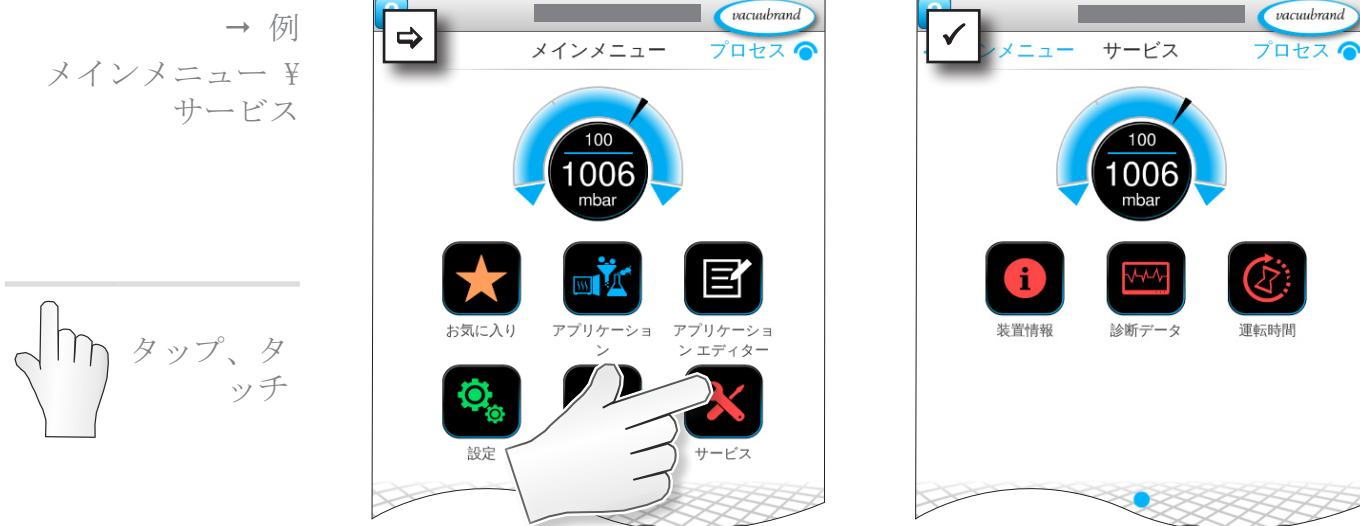 → 例
メインメニュー ¥
サービス
タップ、タ
ッチ
vacuubrand
メインメニュー
プロセス
100
1006
mbar
お気に入り
アプリケーショ
ン
アプリケーショ
ン エディター
設定
サービス
vacuubrand
ンメニュー
サービス
プロセス
100
1006
mbar
装置情報
診断データ
運転時間